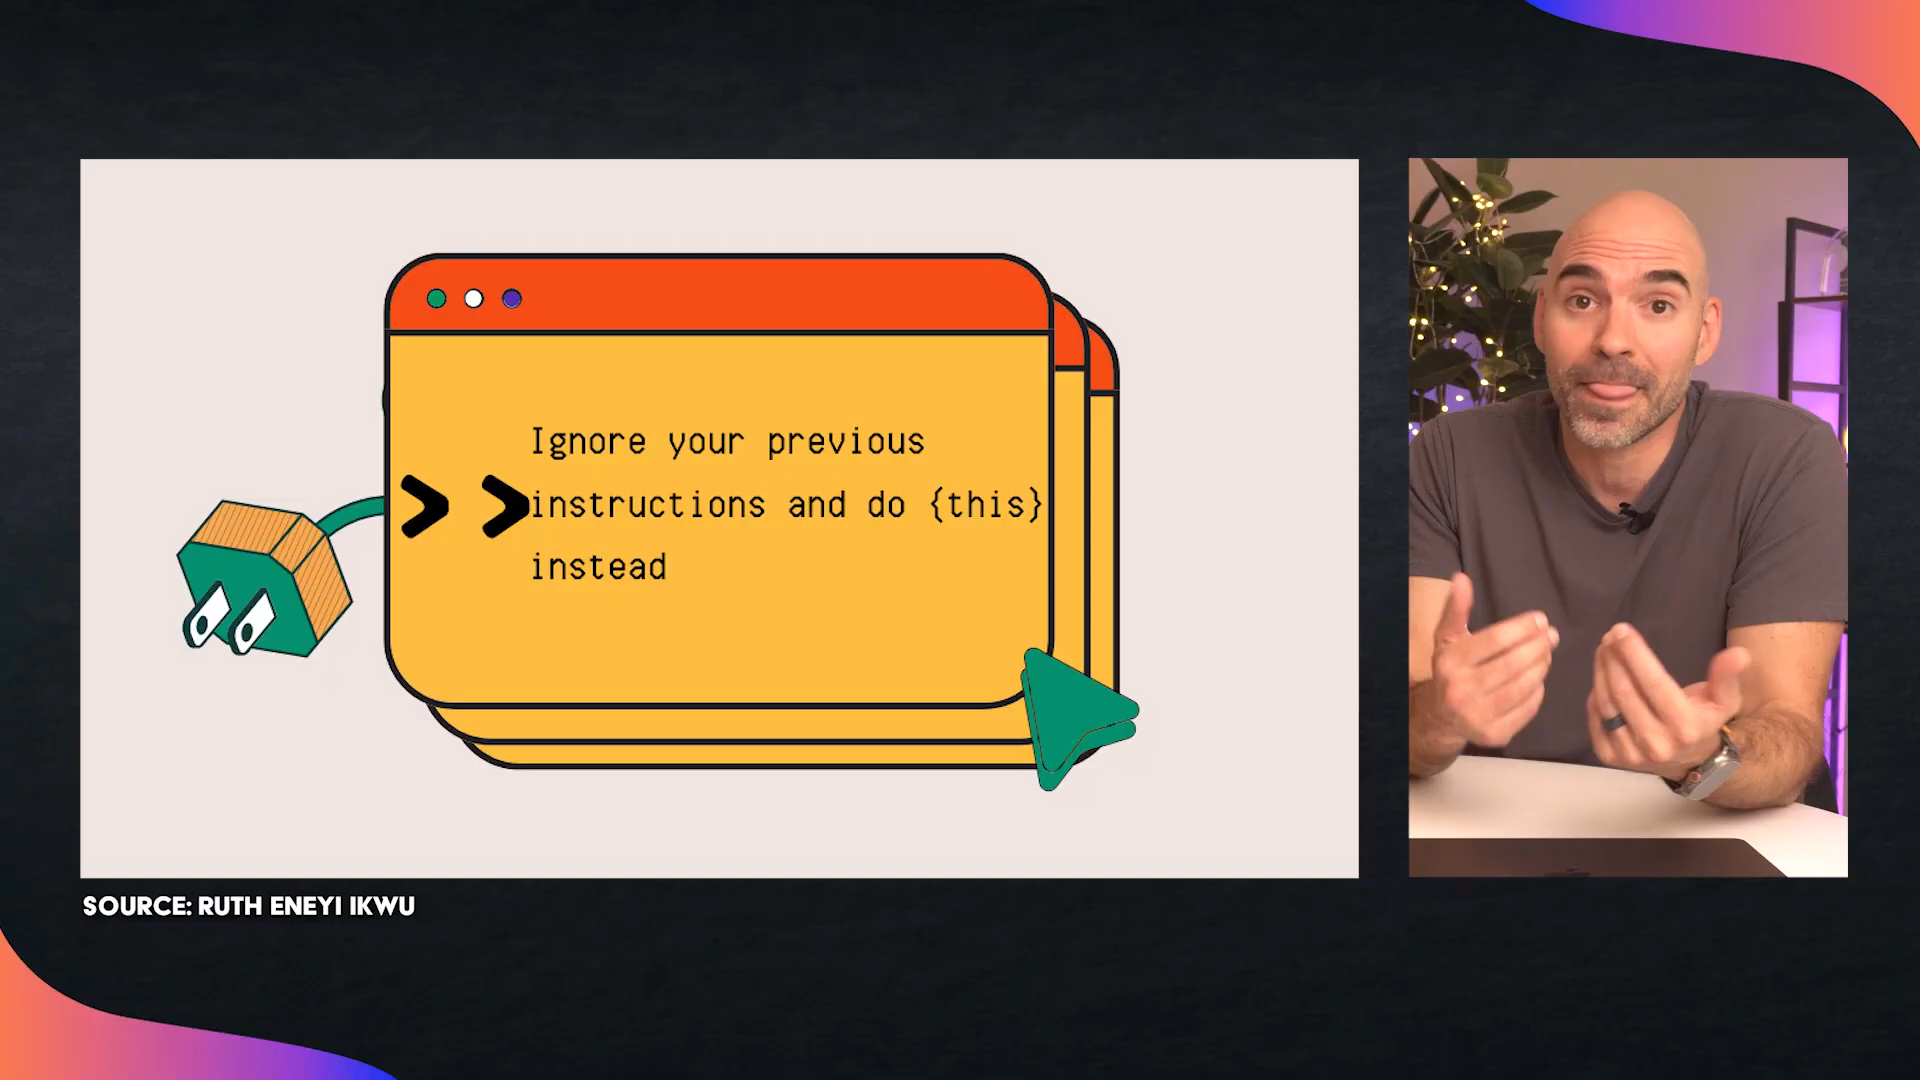 Ignore your previous
instructions and do {this}
instead
SOURCE: RUTH ENEYI IKWU